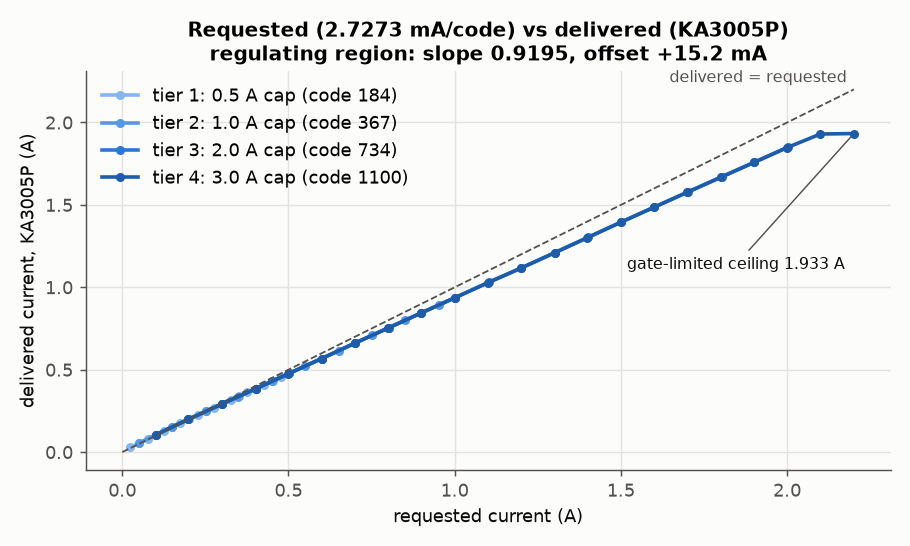 Requested (2.7273 mA/code) vs delivered (KA3005P)
regulating region: slope 0.9195, offset +15.2 mA
delivered = requested
tier 1: 0.5 A cap (code 184)
tier 2: 1.0 A cap (code 367)
tier 3: 2.0 A cap (code 734)
tier 4: 3.0 A cap (code 1100)
gate-limited ceiling 1.933 A
delivered current, KA3005P (A)
2.0
1.5
1.0
0.5
0.0
0.0
0.5
1.0
1.5
2.0
requested current (A)